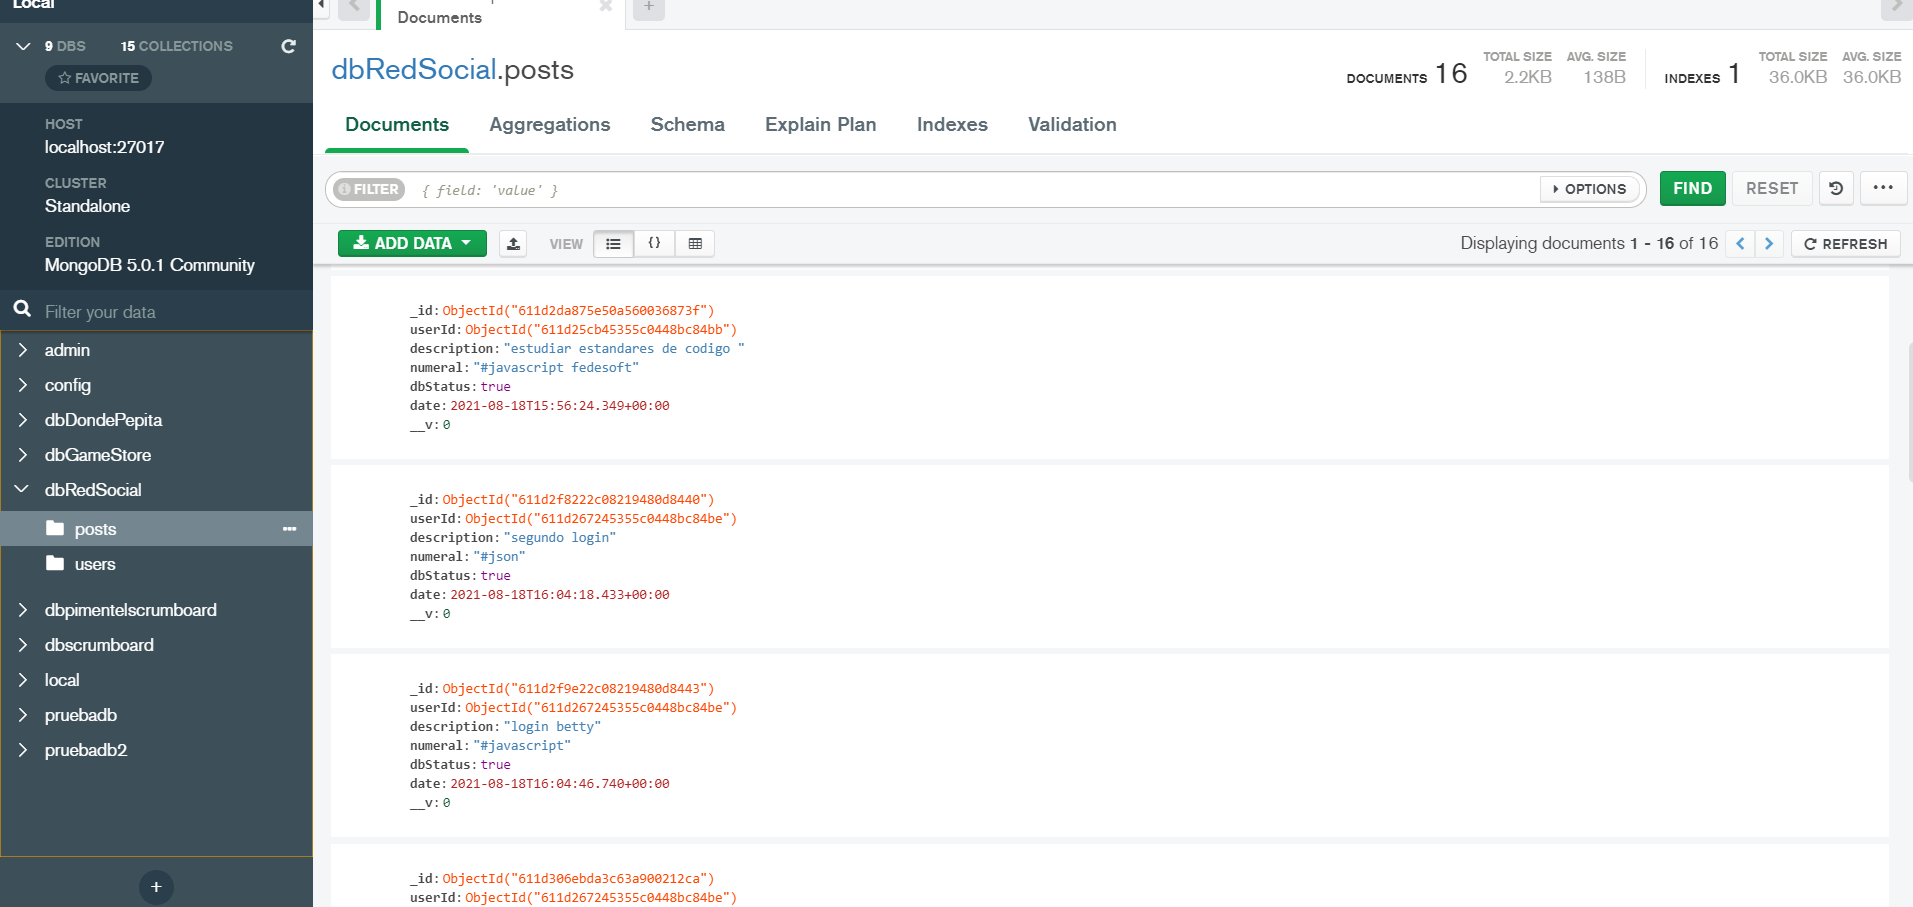 Local
9 DBS 15 COLLECTIONS
FAVORITE
HOST
localhost:27017
CLUSTER
Standalone
EDITION
MongoDB 5.0.1 Community
Filter your data
admin
config
dbDondePepita
dbGameStore
dbRedSocial
posts
users
dbpimentelscrumboard
dbscrumboard
local
pruebadb
pruebadb2
Documents
dbRedSocial.posts
DOCUMENTS 16 TOTAL SIZE 2.2KB AVG. SIZE 138B INDEXES 1 TOTAL SIZE 36.0KB AVG. SIZE 36.0KB
Documents Aggregations Schema Explain Plan Indexes Validation
FILTER { field: 'value' } OPTIONS FIND RESET
ADD DATA VIEW Displaying documents 1 - 16 of 16 REFRESH
_id: ObjectId("611d2da875e50a560036873f")
userId: ObjectId("611d25cb45355c0448bc84bb")
description: "estudiar estandares de codigo "
numeral: "#javascript fedesoft"
dbStatus: true
date: 2021-08-18T15:56:24.349+00:00
__v: 0
_id: ObjectId("611d2f8222c08219480d8440")
userId: ObjectId("611d267245355c0448bc84be")
description: "segundo login"
numeral: "#json"
dbStatus: true
date: 2021-08-18T16:04:18.433+00:00
__v: 0
_id: ObjectId("611d2f9e22c08219480d8443")
userId: ObjectId("611d267245355c0448bc84be")
description: "login betty"
numeral: "#javascript"
dbStatus: true
date: 2021-08-18T16:04:46.740+00:00
__v: 0
_id: ObjectId("611d306ebda3c63a900212ca")
userId: ObjectId("611d267245355c0448bc84be")